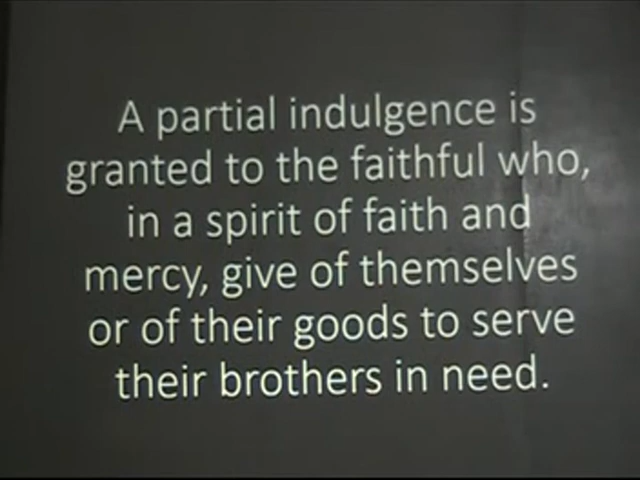 A partial indulgence is
granted to the faithful who,
in a spirit of faith and
mercy, give of themselves
or of their goods to serve
their brothers in need.